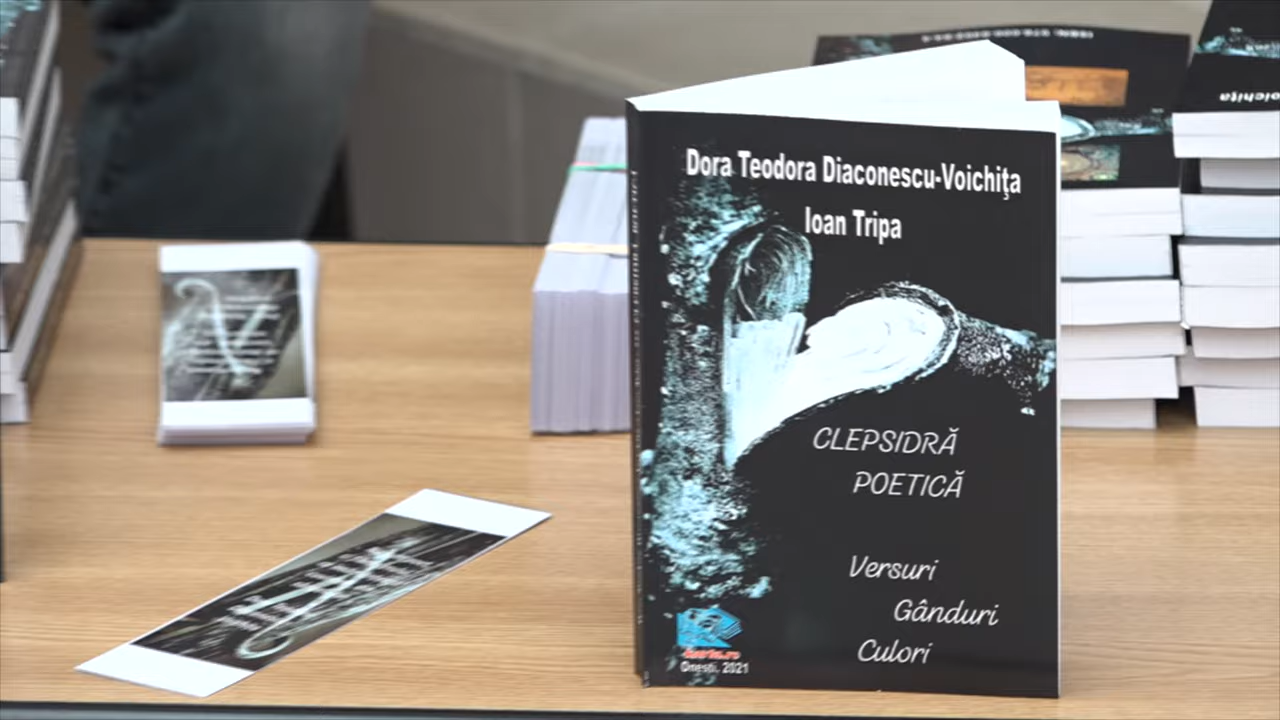 Dora Teodora Diaconescu-Voichiţa
Ioan Tripa
CLEPSIDRĂ
POETICĂ
Versuri
Gânduri
Culori
Oneşti, 2021